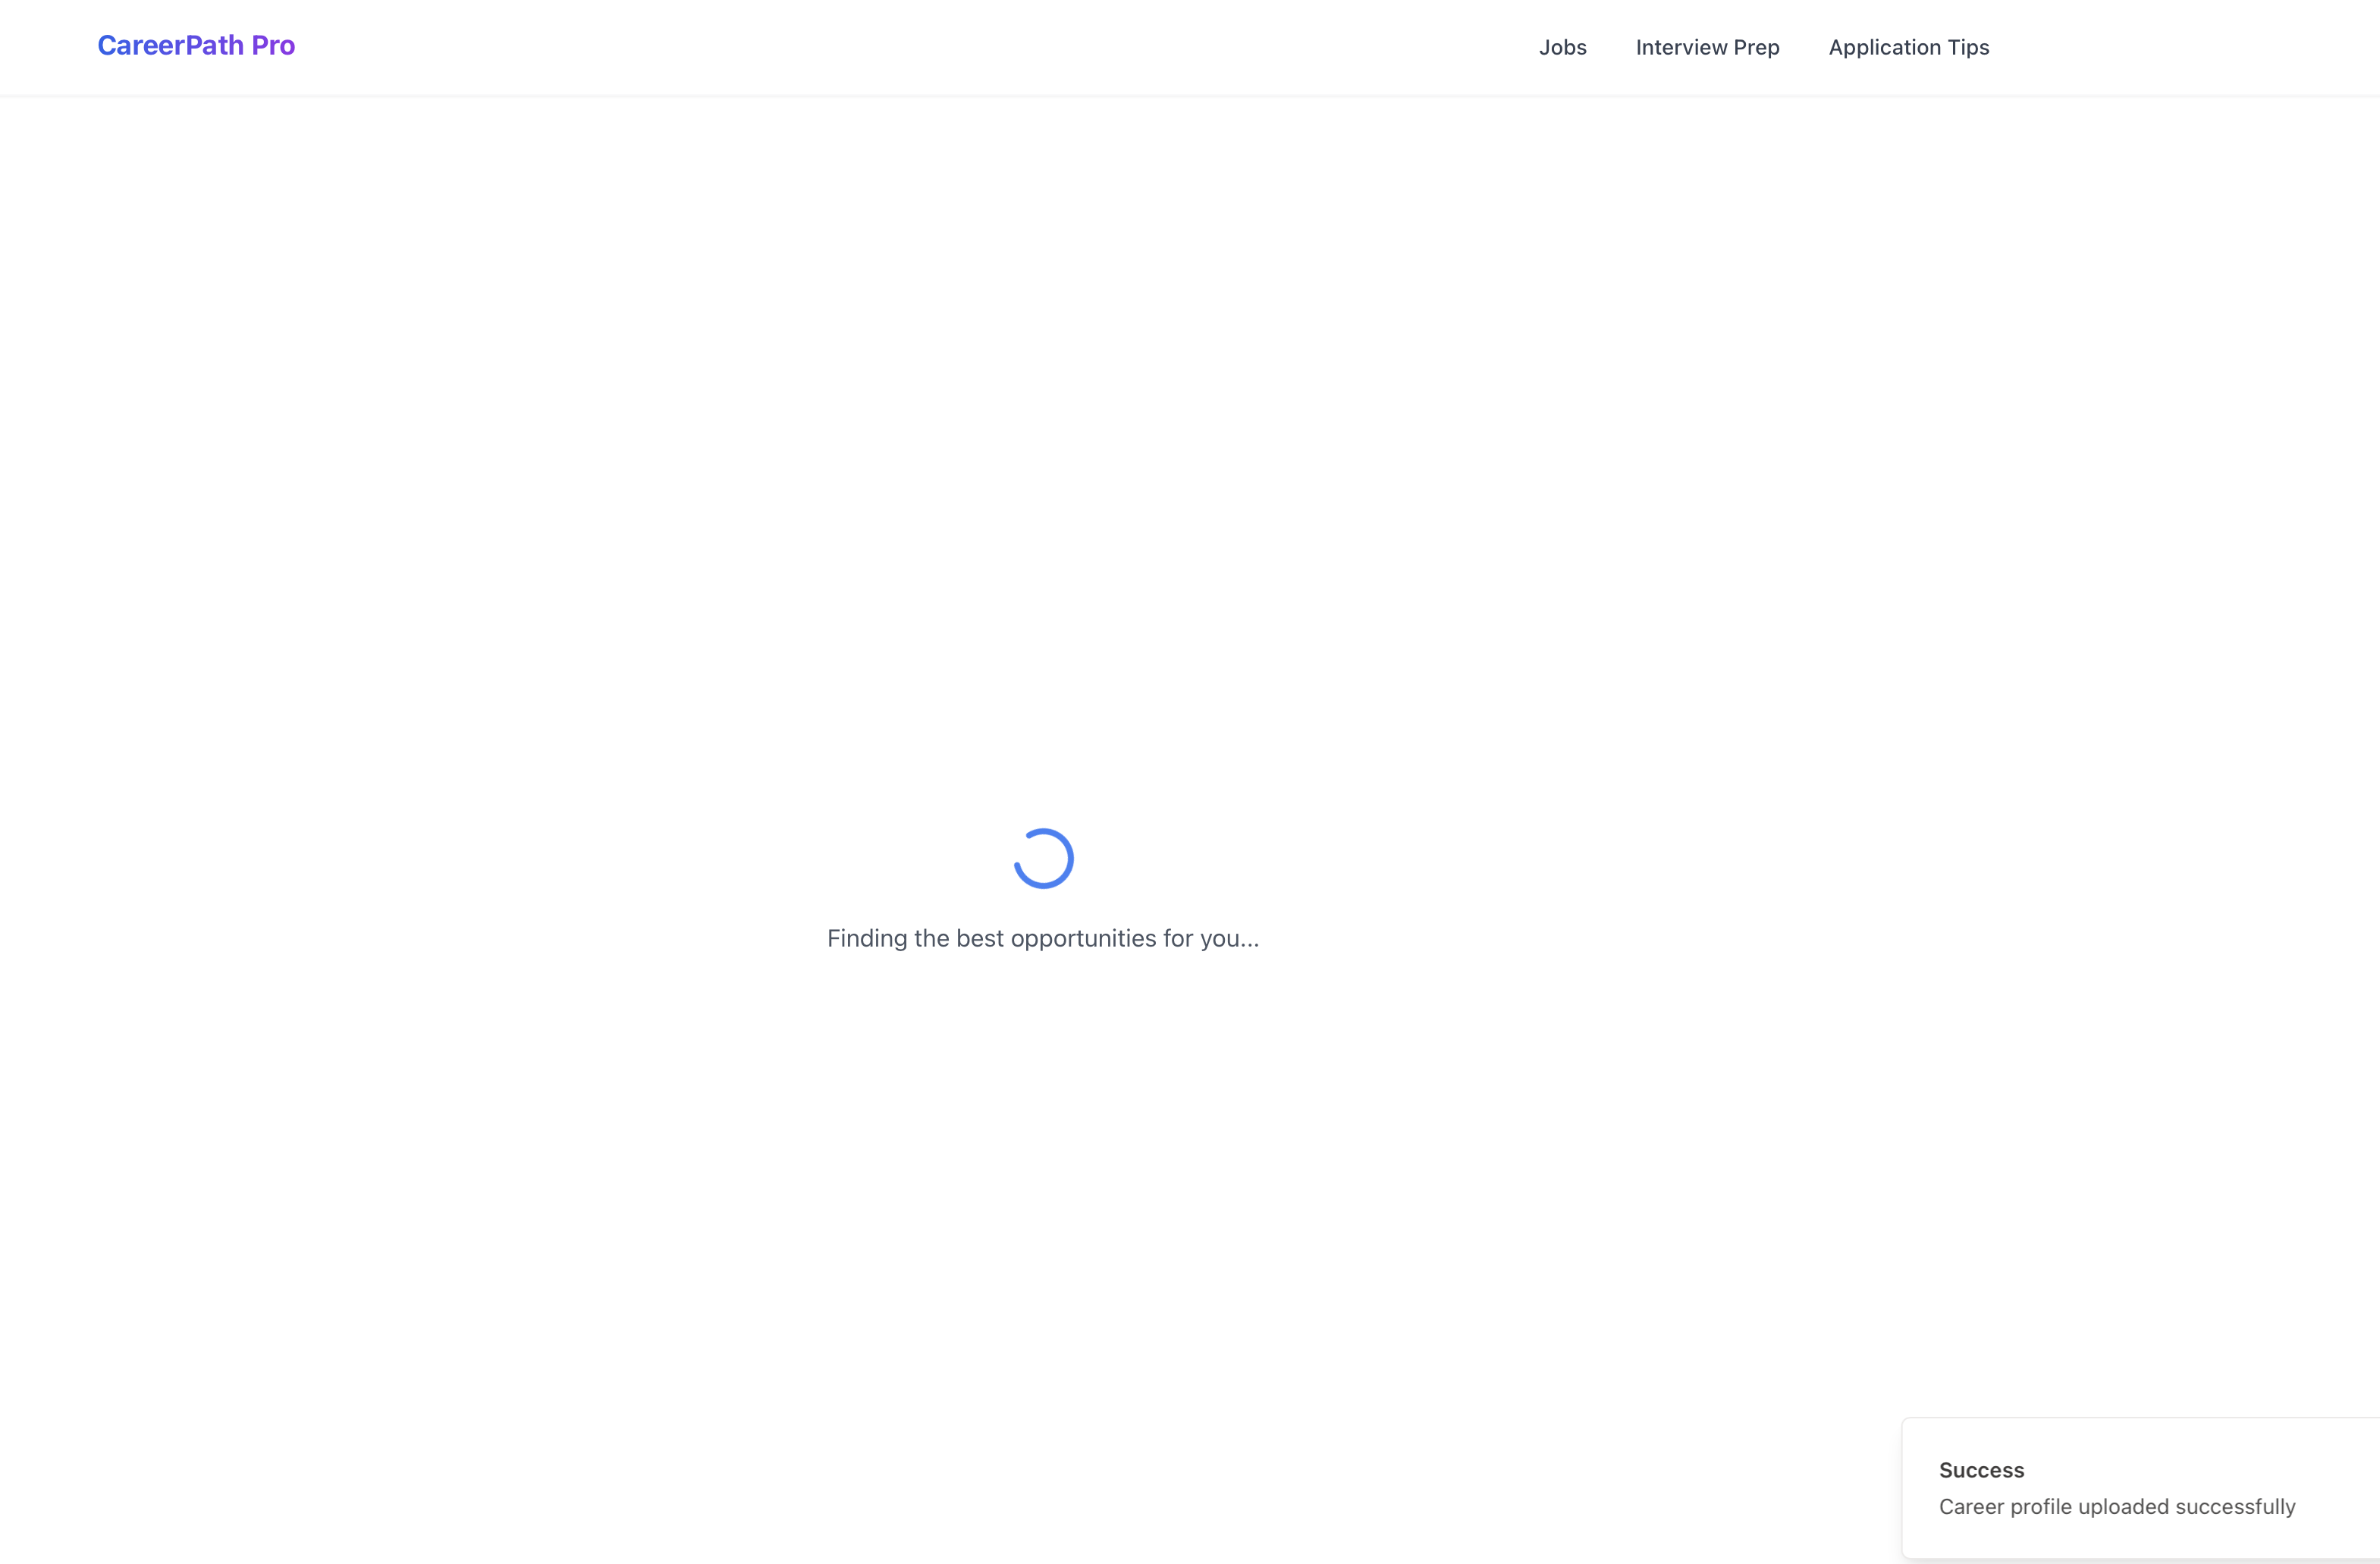 CareerPath Pro
Jobs
Interview Prep
Application Tips
Finding the best opportunities for you...
Success
Career profile uploaded successfully